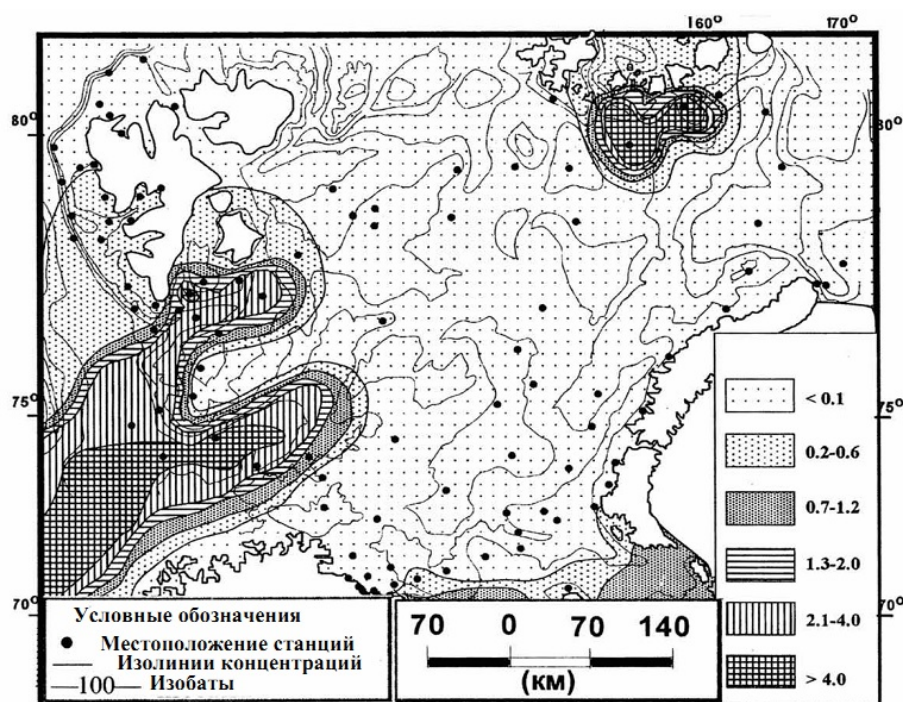 160° 170°
80° 80°
75° 75°
70° 70°
< 0.1
0.2-0.6
0.7-1.2
1.3-2.0
2.1-4.0
> 4.0
Условные обозначения
Местоположение станций
Изолинии концентраций
—100— Изобаты
70 0 70 140
(км)